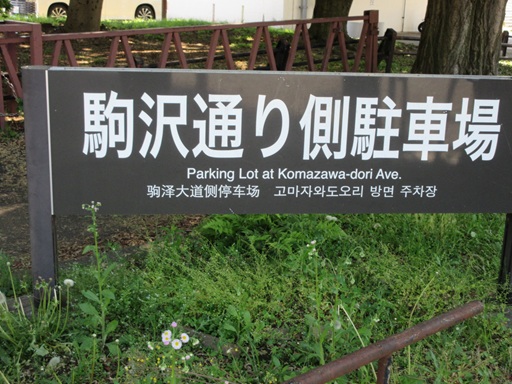 駒沢通り側駐車場
Parking Lot at Komazawa-dori Ave.
驹泽大道侧停车场 고마자와도오리 방면 주차장